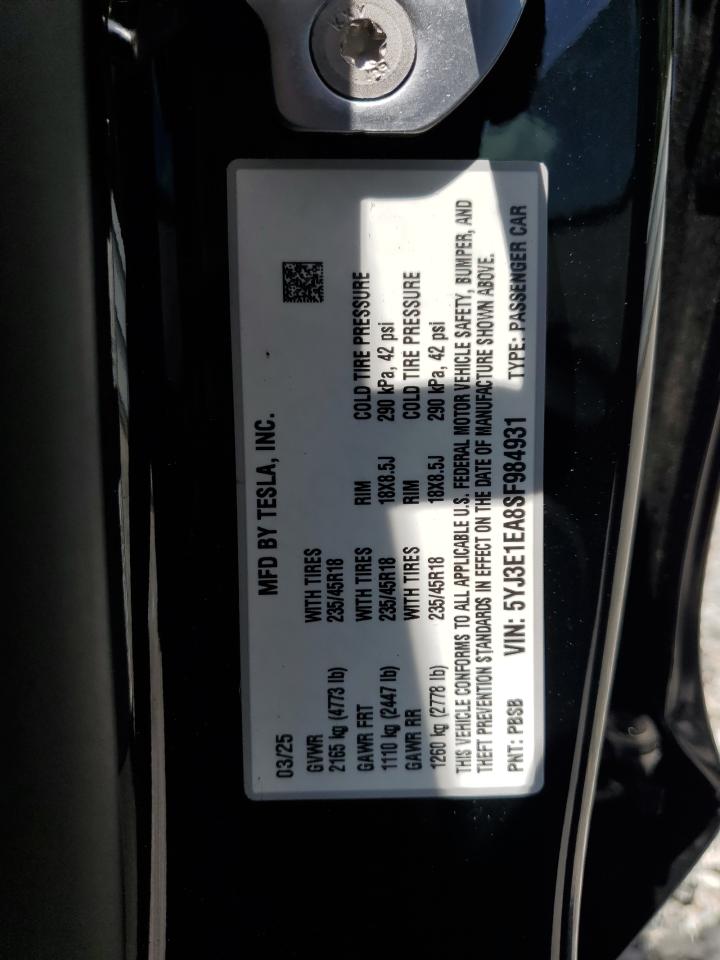 MFD BY TESLA, INC.
03/25
GVWR WITH TIRES
2165 kg (4773 lb) 235/45R18
GAWR FRT WITH TIRES RIM COLD TIRE PRESSURE
1110 kg (2447 lb) 235/45R18 18X8.5J 290 kPa, 42 psi
GAWR RR WITH TIRES RIM COLD TIRE PRESSURE
1260 kg (2778 lb) 235/45R18 18X8.5J 290 kPa, 42 psi
THIS VEHICLE CONFORMS TO ALL APPLICABLE U.S. FEDERAL MOTOR VEHICLE SAFETY, BUMPER, AND
THEFT PREVENTION STANDARDS IN EFFECT ON THE DATE OF MANUFACTURE SHOWN ABOVE.
PNT: PBSB VIN: 5YJ3E1EA8SF984931 TYPE: PASSENGER CAR